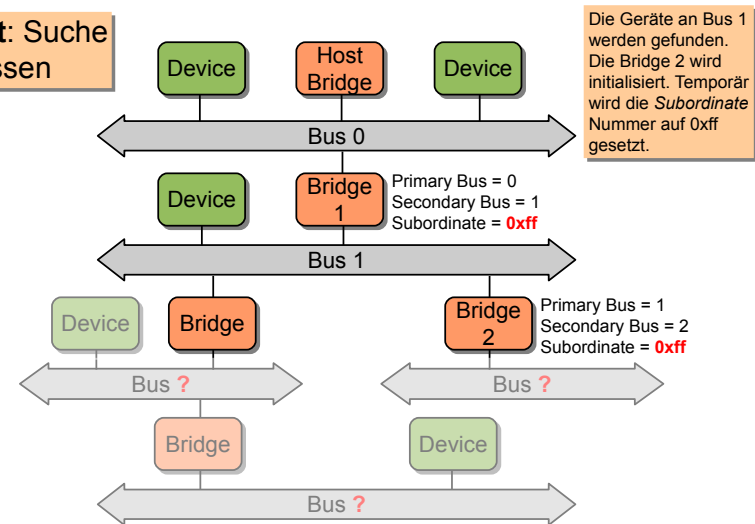 t: Suche
ssen
Die Geräte an Bus 1
werden gefunden.
Die Bridge 2 wird
initialisiert. Temporär
wird die Subordinate
Nummer auf 0xff
gesetzt.
Device
Host
Bridge
Device
Bus 0
Device
Bridge
1
Primary Bus = 0
Secondary Bus = 1
Subordinate = 0xff
Bus 1
Device
Bridge
Bridge
2
Primary Bus = 1
Secondary Bus = 2
Subordinate = 0xff
Bus ?
Bus ?
Bridge
Device
Bus ?